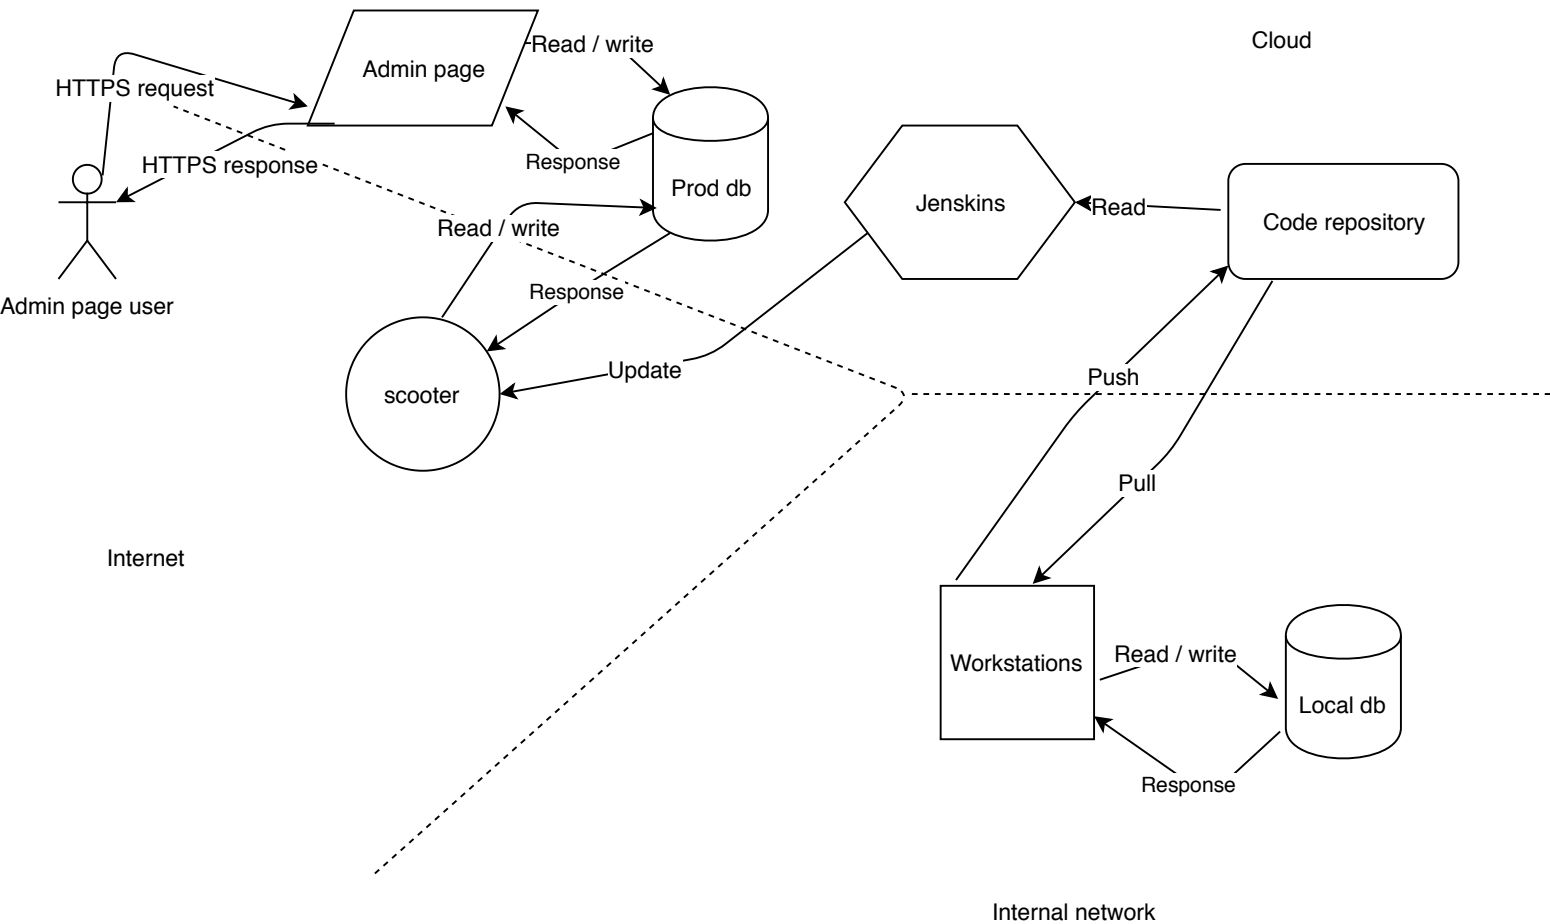 Cloud
Read / write
Admin page
HTTPS request
Response
HTTPS response
Prod db
Jenskins
Read
Code repository
Read / write
Response
Admin page user
Update
scooter
Push
Pull
Internet
Read / write
Workstations
Local db
Response
Internal network